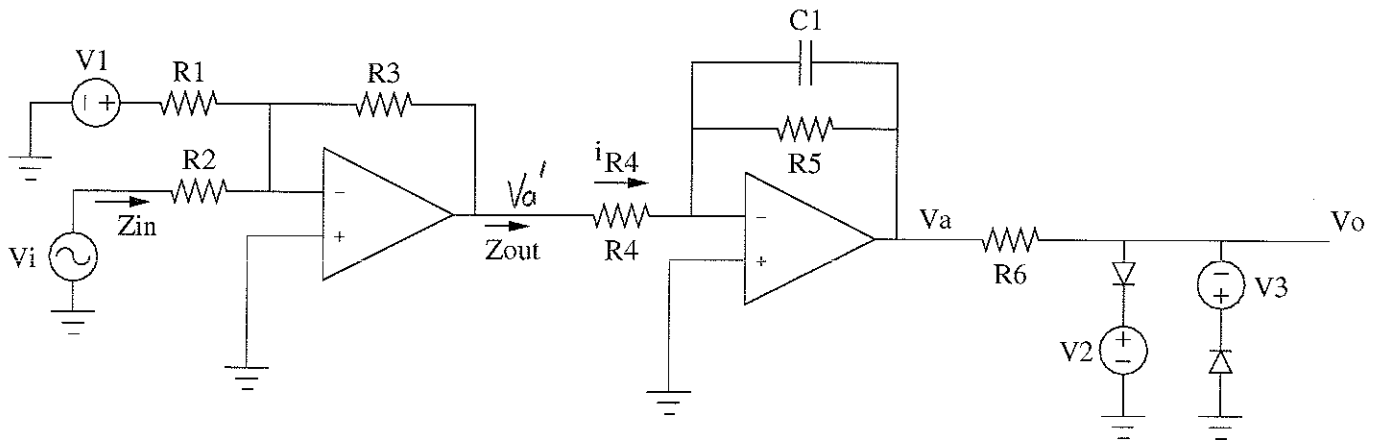 C1
V1
R1
R3
+
R5
R2
iR4
Va'
Zin
−
+
Zout
R4
−
+
Va
R6
Vo
Vi
−
+
V3
V2
+
−